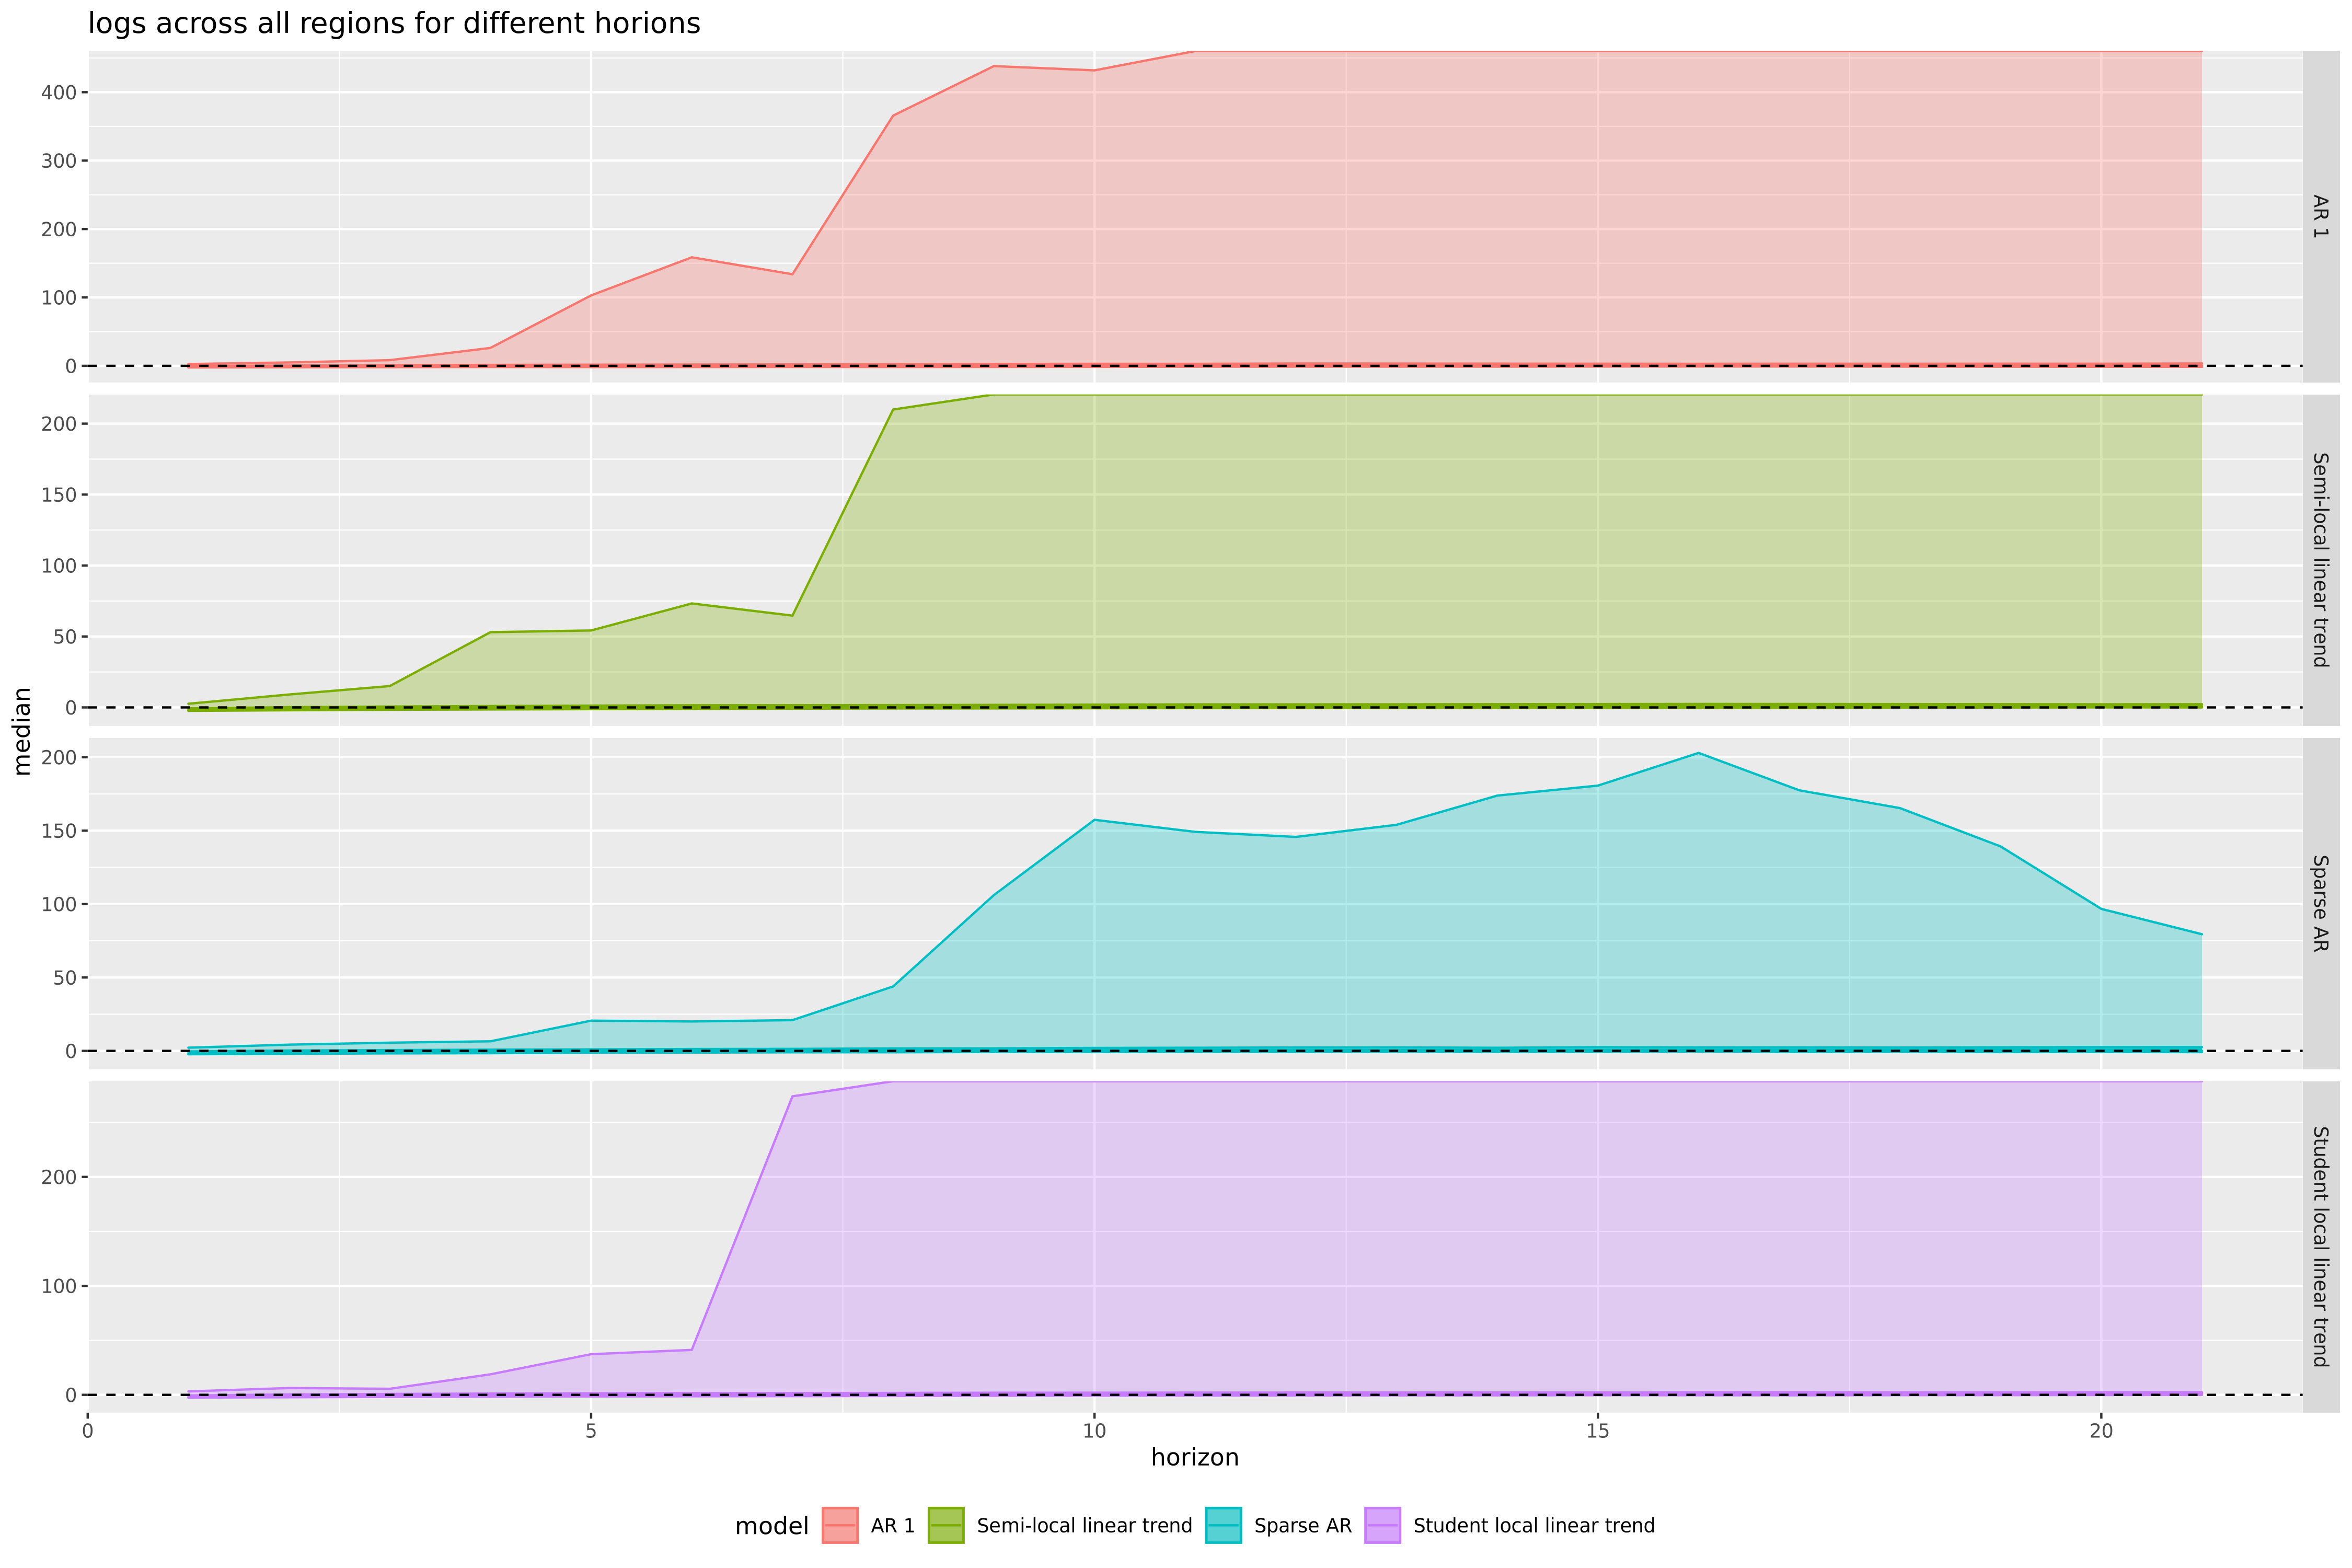 logs across all regions for different horions
median
400
300
200
100
0
AR 1
200
150
100
50
0
Semi-local linear trend
200
150
100
50
0
Sparse AR
200
100
0
Student local linear trend
0 5 10 15 20
horizon
model AR 1 Semi-local linear trend Sparse AR Student local linear trend